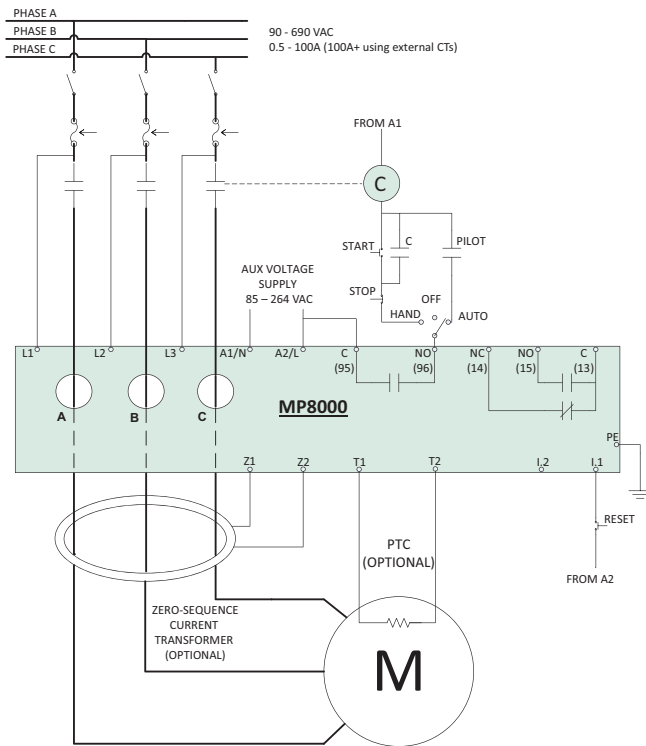 PHASE A
PHASE B
PHASE C
90 - 690 VAC
0.5 - 100A (100A+ using external CTs)
FROM A1
C
START
C
PILOT
AUX VOLTAGE
SUPPLY
85 – 264 VAC
STOP
OFF
HAND
AUTO
L1
L2
L3
A1/N
A2/L
C
(95)
NO
(96)
NC
(14)
NO
(15)
C
(13)
A
B
C
MP8000
PE
Z1
Z2
T1
T2
I.2
I.1
RESET
PTC
(OPTIONAL)
FROM A2
ZERO-SEQUENCE
CURRENT
TRANSFORMER
(OPTIONAL)
M